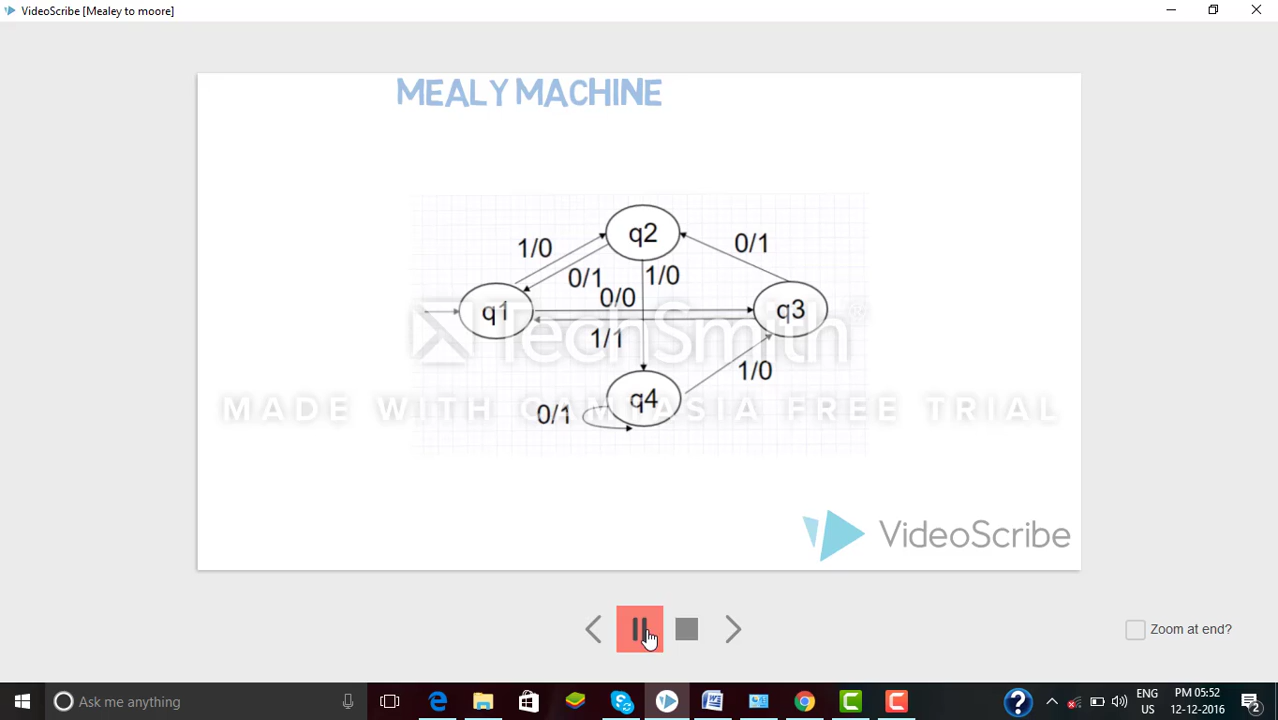 VideoScribe [Mealey to moore]
MEALY MACHINE
q2
1/0
0/1
0/1
1/0
0/0
q1
q3
TechSmith
1/1
1/0
q4
MADE WITH CAMTASIA FREE TRIAL
0/1
VideoScribe
Zoom at end?
Ask me anything
ENG
US
PM 05:52
12-12-2016
2